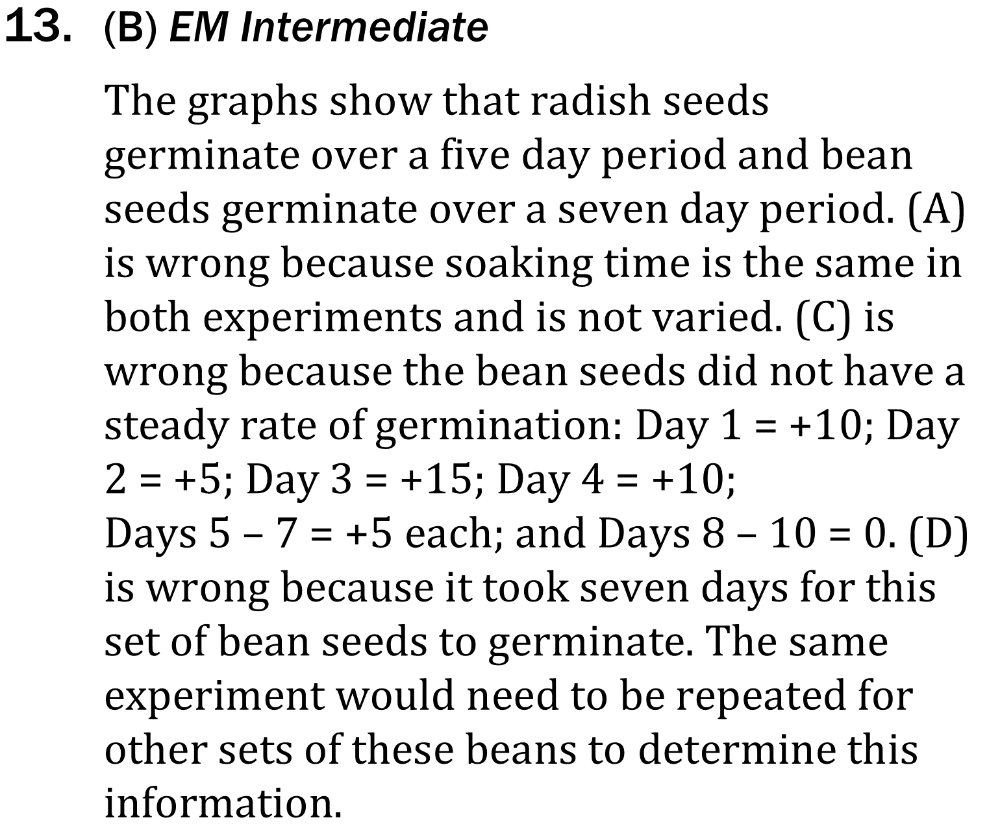 13. (B) EM Intermediate
The graphs show that radish seeds
germinate over a five day period and bean
seeds germinate over a seven day period. (A)
is wrong because soaking time is the same in
both experiments and is not varied. (C) is
wrong because the bean seeds did not have a
steady rate of germination: Day 1 = +10; Day
2 = +5; Day 3 = +15; Day 4 = +10;
Days 5 – 7 = +5 each; and Days 8 – 10 = 0. (D)
is wrong because it took seven days for this
set of bean seeds to germinate. The same
experiment would need to be repeated for
other sets of these beans to determine this
information.